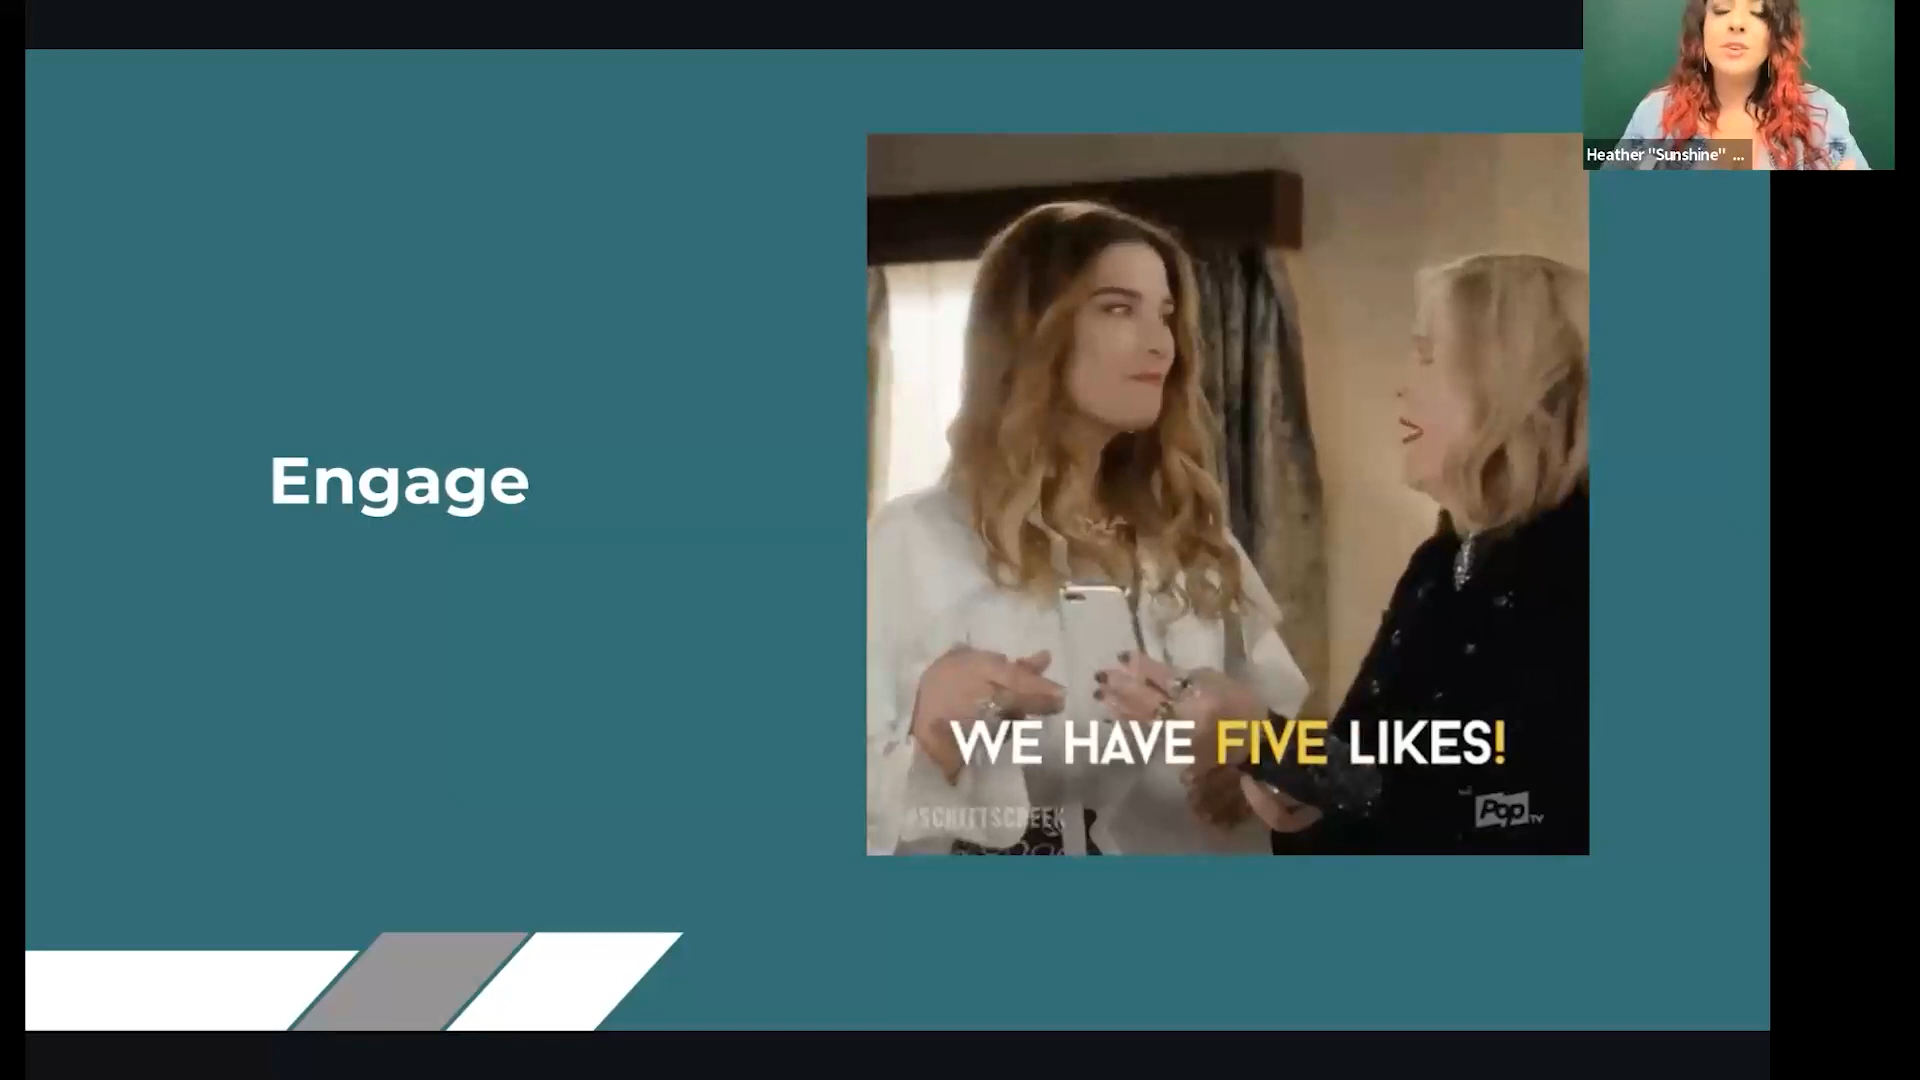 Heather "Sunshine" ...
Engage
WE HAVE FIVE LIKES!
#SCHITTSCREEK
Pop TV